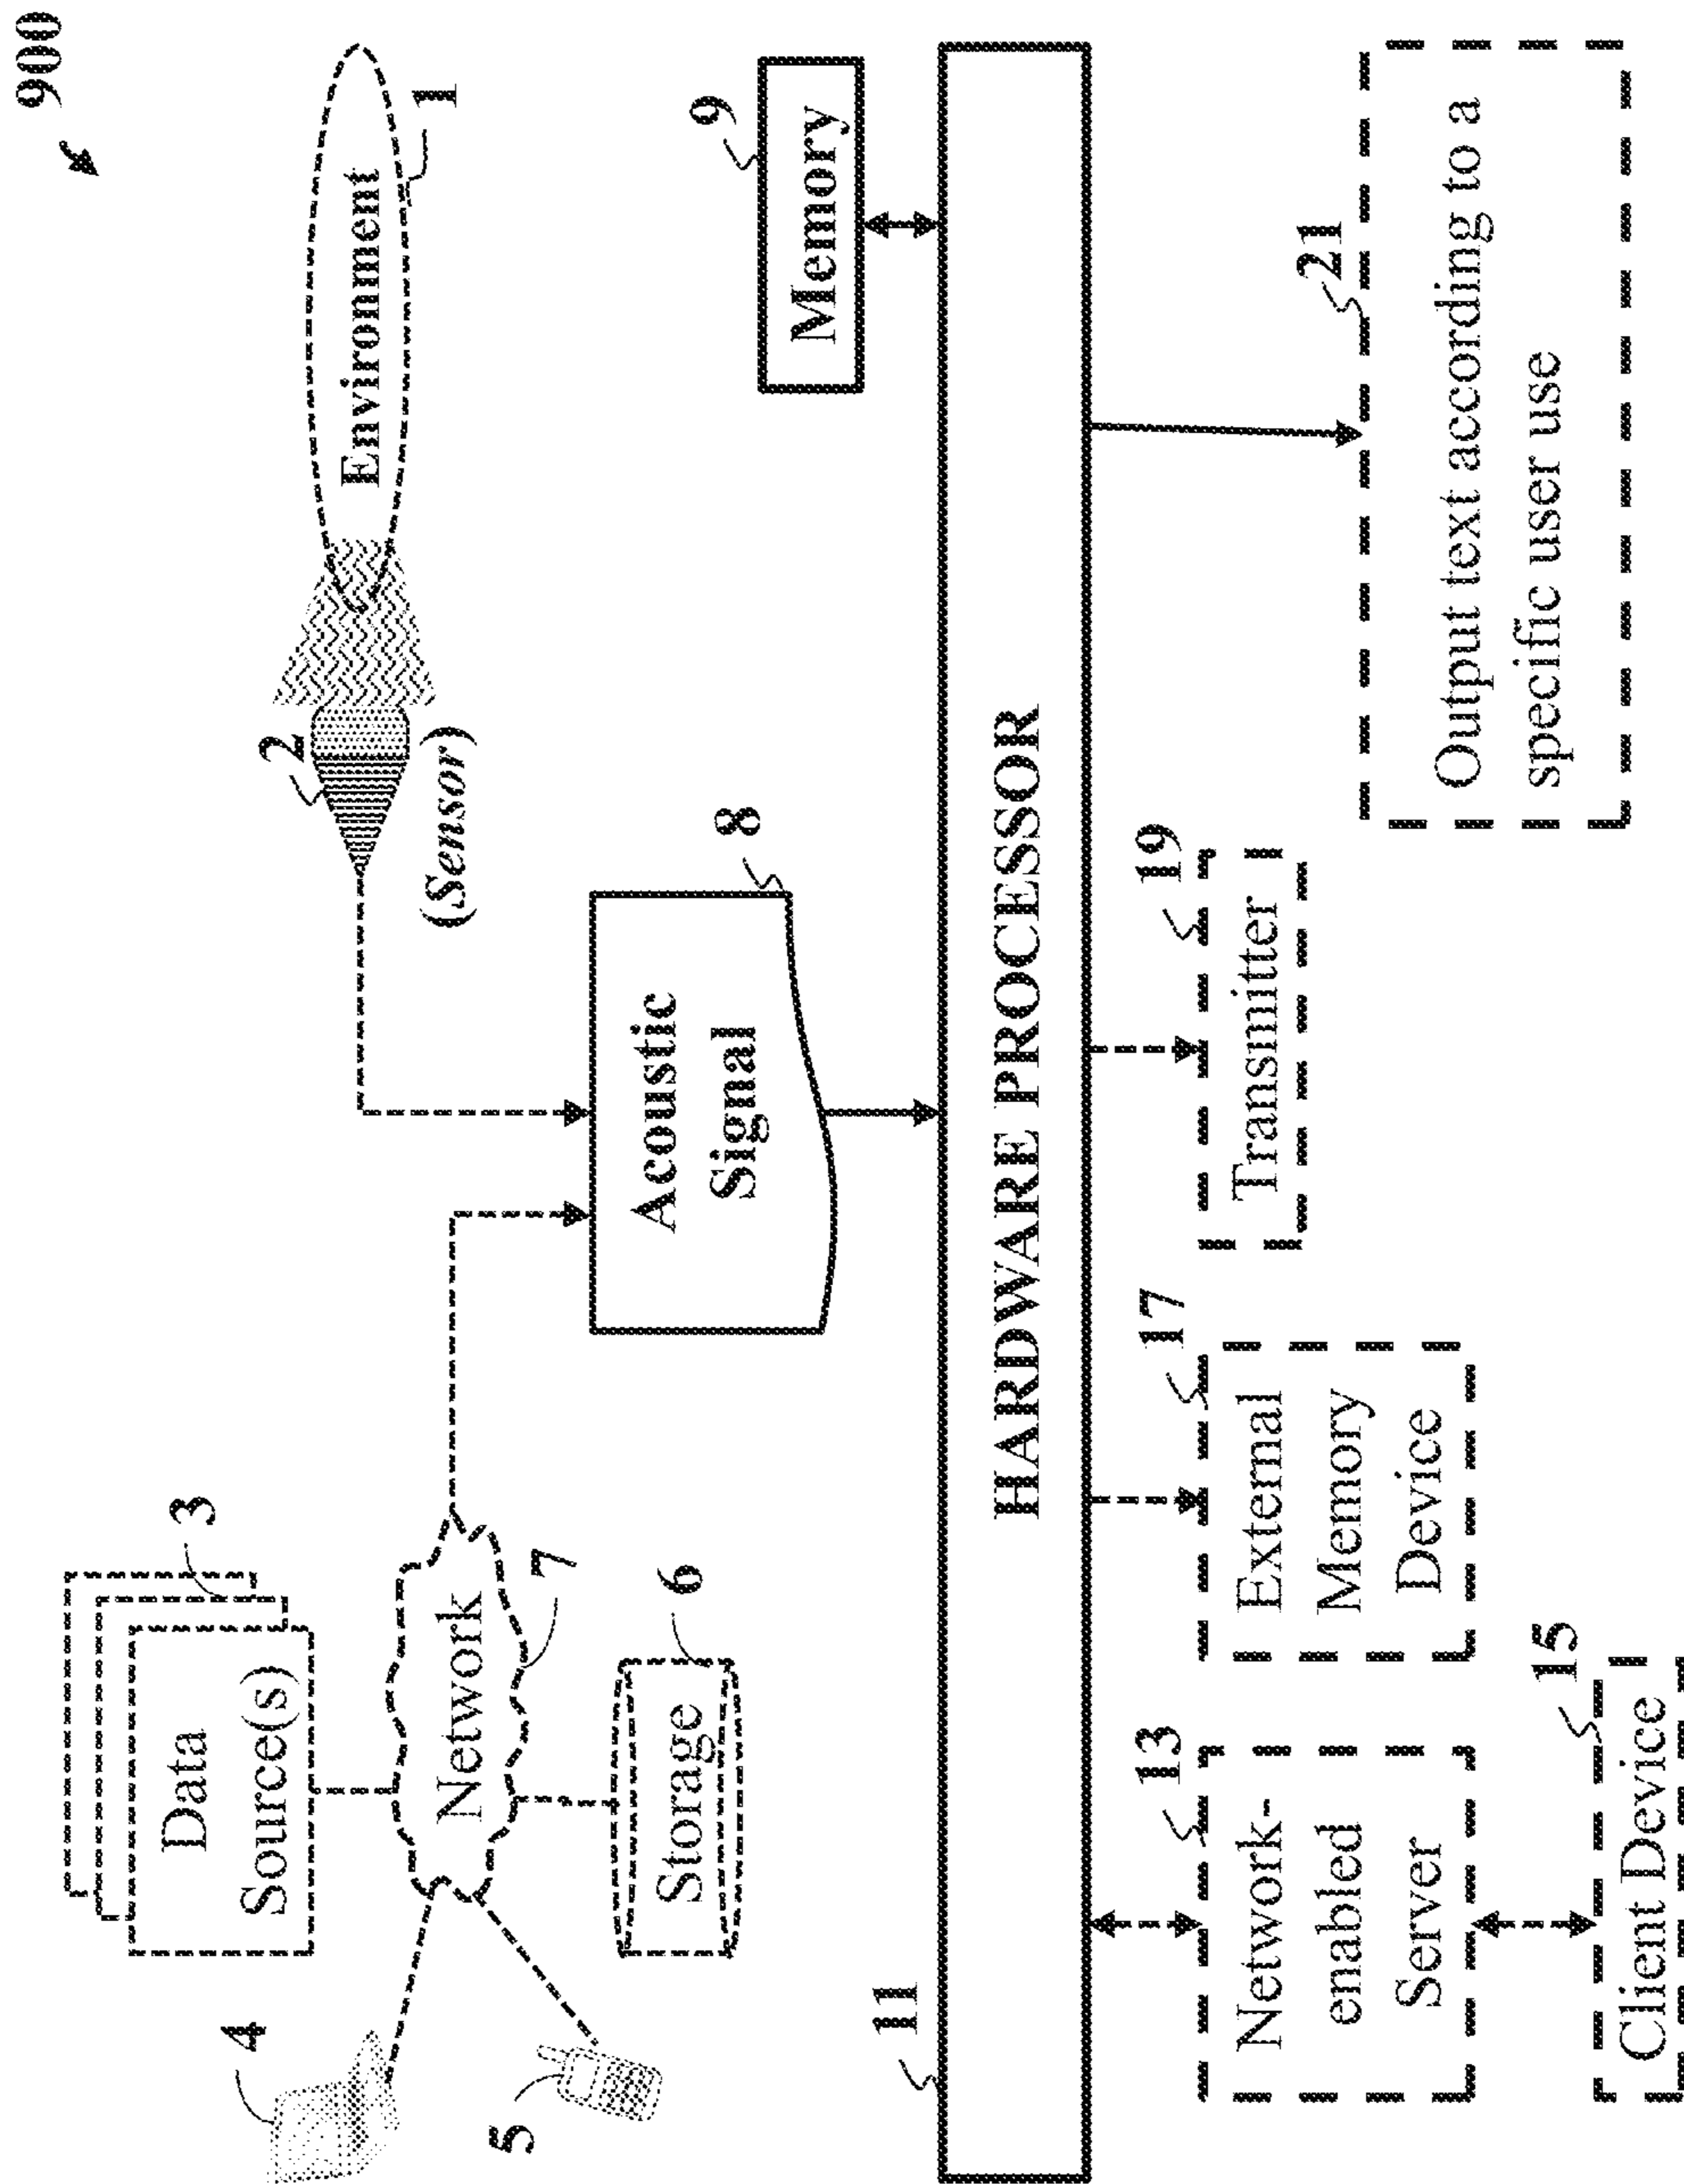 900
Environment
1
2
(Sensor)
Data
Source(s)
3
4
5
Network
7
Storage
6
Acoustic
Signal
8
Memory
9
HARDWARE PROCESSOR
11
Network-
enabled
Server
13
Client Device
15
External
Memory
Device
17
Transmitter
19
Output text according to a
specific user use
21